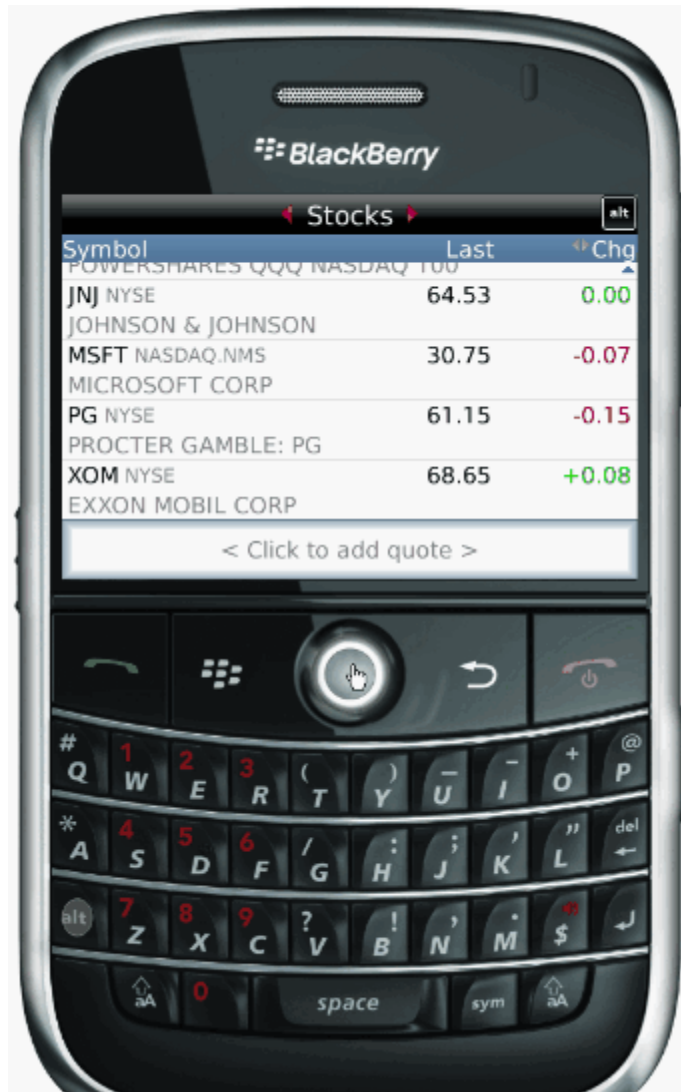 BlackBerry
Stocks alt
Symbol Last Chg
POWERSHARES QQQ NASDAQ 100
JNJ NYSE 64.53 0.00
JOHNSON & JOHNSON
MSFT NASDAQ.NMS 30.75 -0.07
MICROSOFT CORP
PG NYSE 61.15 -0.15
PROCTER GAMBLE: PG
XOM NYSE 68.65 +0.08
EXXON MOBIL CORP
< Click to add quote >
# 1 2 3 ( ) _ - + @
Q W E R T Y U I O P
* 4 5 6 / : ; ' " del
A S D F G H J K L
alt 7 8 9 ? ! , .
Z X C V B N M $
aA 0 space sym aA